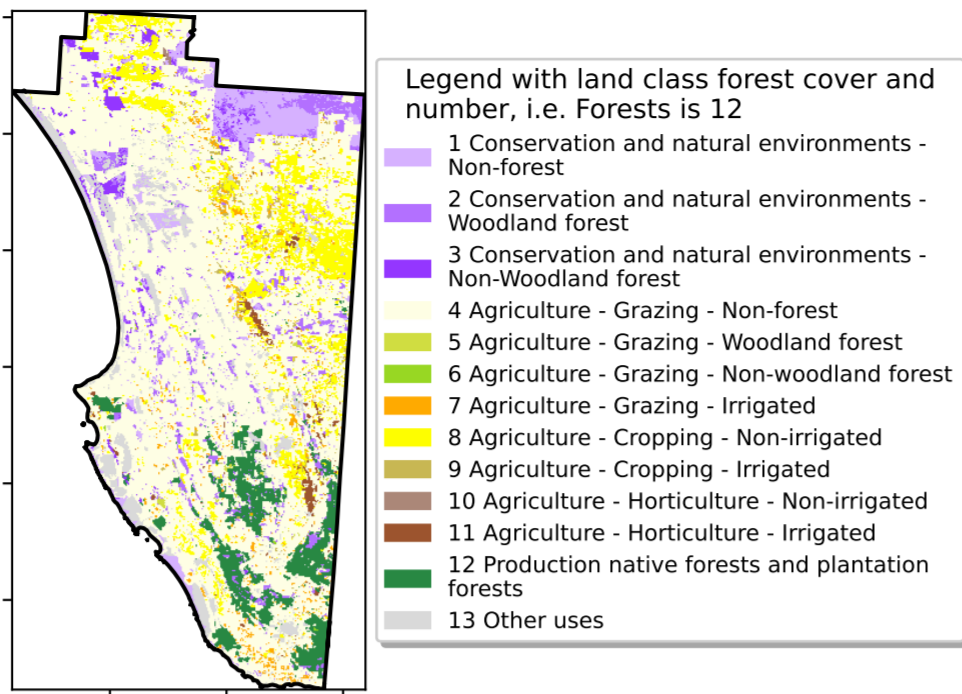 Legend with land class forest cover and
number, i.e. Forests is 12
1 Conservation and natural environments -
Non-forest
2 Conservation and natural environments -
Woodland forest
3 Conservation and natural environments -
Non-Woodland forest
4 Agriculture - Grazing - Non-forest
5 Agriculture - Grazing - Woodland forest
6 Agriculture - Grazing - Non-woodland forest
7 Agriculture - Grazing - Irrigated
8 Agriculture - Cropping - Non-irrigated
9 Agriculture - Cropping - Irrigated
10 Agriculture - Horticulture - Non-irrigated
11 Agriculture - Horticulture - Irrigated
12 Production native forests and plantation
forests
13 Other uses